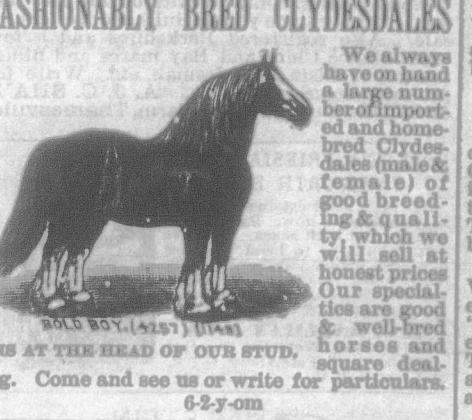 ASHIONABLY BRED CLYDESDALES
We always
have on hand
a large num-
ber of import-
ed and home-
bred Clydes-
dales (male &
female) of
good breed-
ing & quali-
ty, which we
will sell at
honest prices
Our special-
ties are good
& well-bred
horses and
square deal-
BOLD BOY. (4257) [1148]
IS AT THE HEAD OF OUR STUD.
g. Come and see us or write for particulars.
6-2-y-om